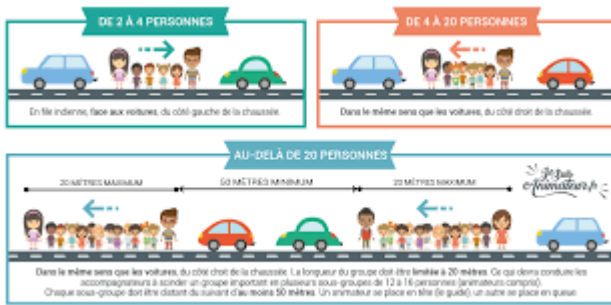 DE 2 À 4 PERSONNES
En file indienne, face aux voitures, du côté gauche de la chaussée.
DE 4 À 20 PERSONNES
Dans le même sens que les voitures, du côté droit de la chaussée.
AU-DELÀ DE 20 PERSONNES
20 MÈTRES MAXIMUM
50 MÈTRES MINIMUM
20 MÈTRES MAXIMUM
Je Suis
Animateur.fr
Dans le même sens que les voitures, du côté droit de la chaussée. La longueur du groupe doit être limitée à 20 mètres. Ce qui devra conduire les
accompagnateurs à scinder un groupe important en plusieurs sous-groupes de 12 à 16 personnes (animateurs compris).
Chaque sous-groupe doit être distant du suivant d'au moins 50 mètres. Un animateur se place en tête (le guide), un autre se place en queue.